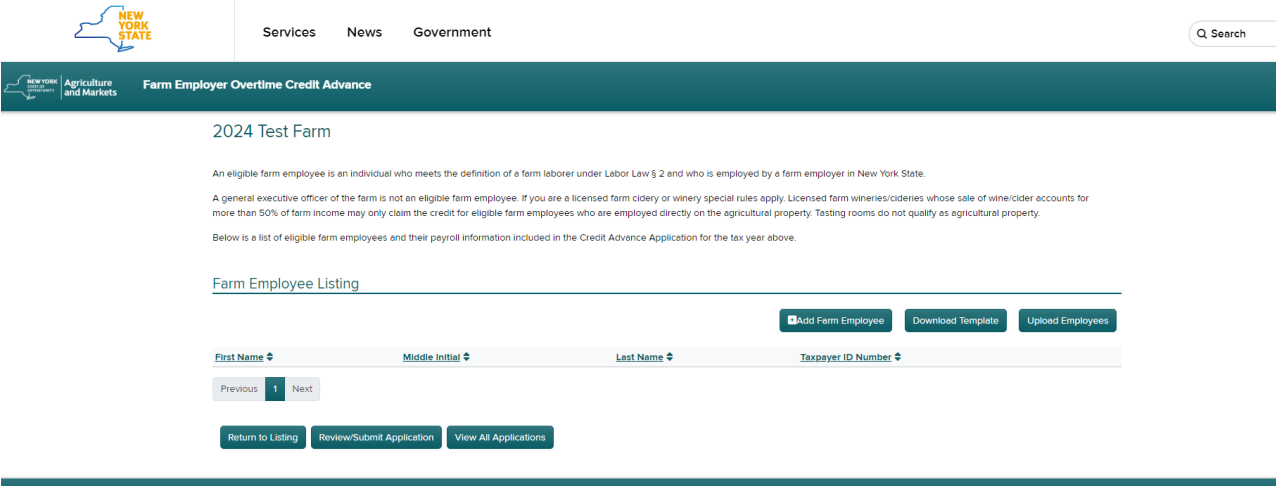 NEW
YORK
STATE
Services News Government
Search
NEW YORK
STATE OF
OPPORTUNITY
Agriculture
and Markets
Farm Employer Overtime Credit Advance
2024 Test Farm
An eligible farm employee is an individual who meets the definition of a farm laborer under Labor Law § 2 and who is employed by a farm employer in New York State.
A general executive officer of the farm is not an eligible farm employee. If you are a licensed farm cidery or winery special rules apply. Licensed farm wineries/cideries whose sale of wine/cider accounts for
more than 50% of farm income may only claim the credit for eligible farm employees who are employed directly on the agricultural property. Tasting rooms do not qualify as agricultural property.
Below is a list of eligible farm employees and their payroll information included in the Credit Advance Application for the tax year above.
Farm Employee Listing
Add Farm Employee Download Template Upload Employees
First Name Middle Initial Last Name Taxpayer ID Number
Previous 1 Next
Return to Listing Review/Submit Application View All Applications